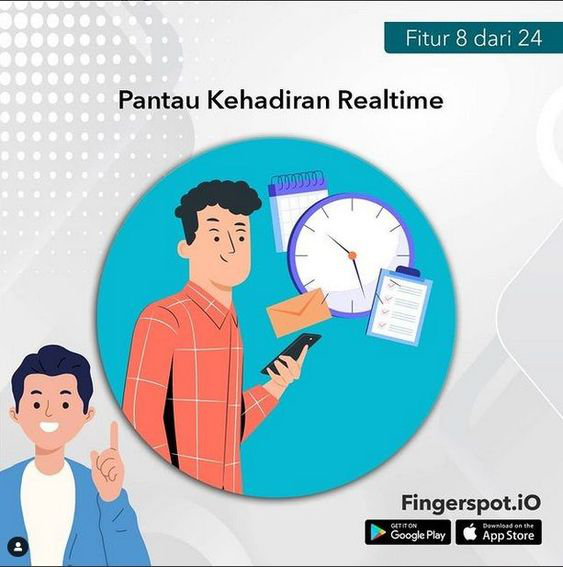 Fitur 8 dari 24
Pantau Kehadiran Realtime
Fingerspot.iO
GET IT ON
Google Play
Download on the
App Store